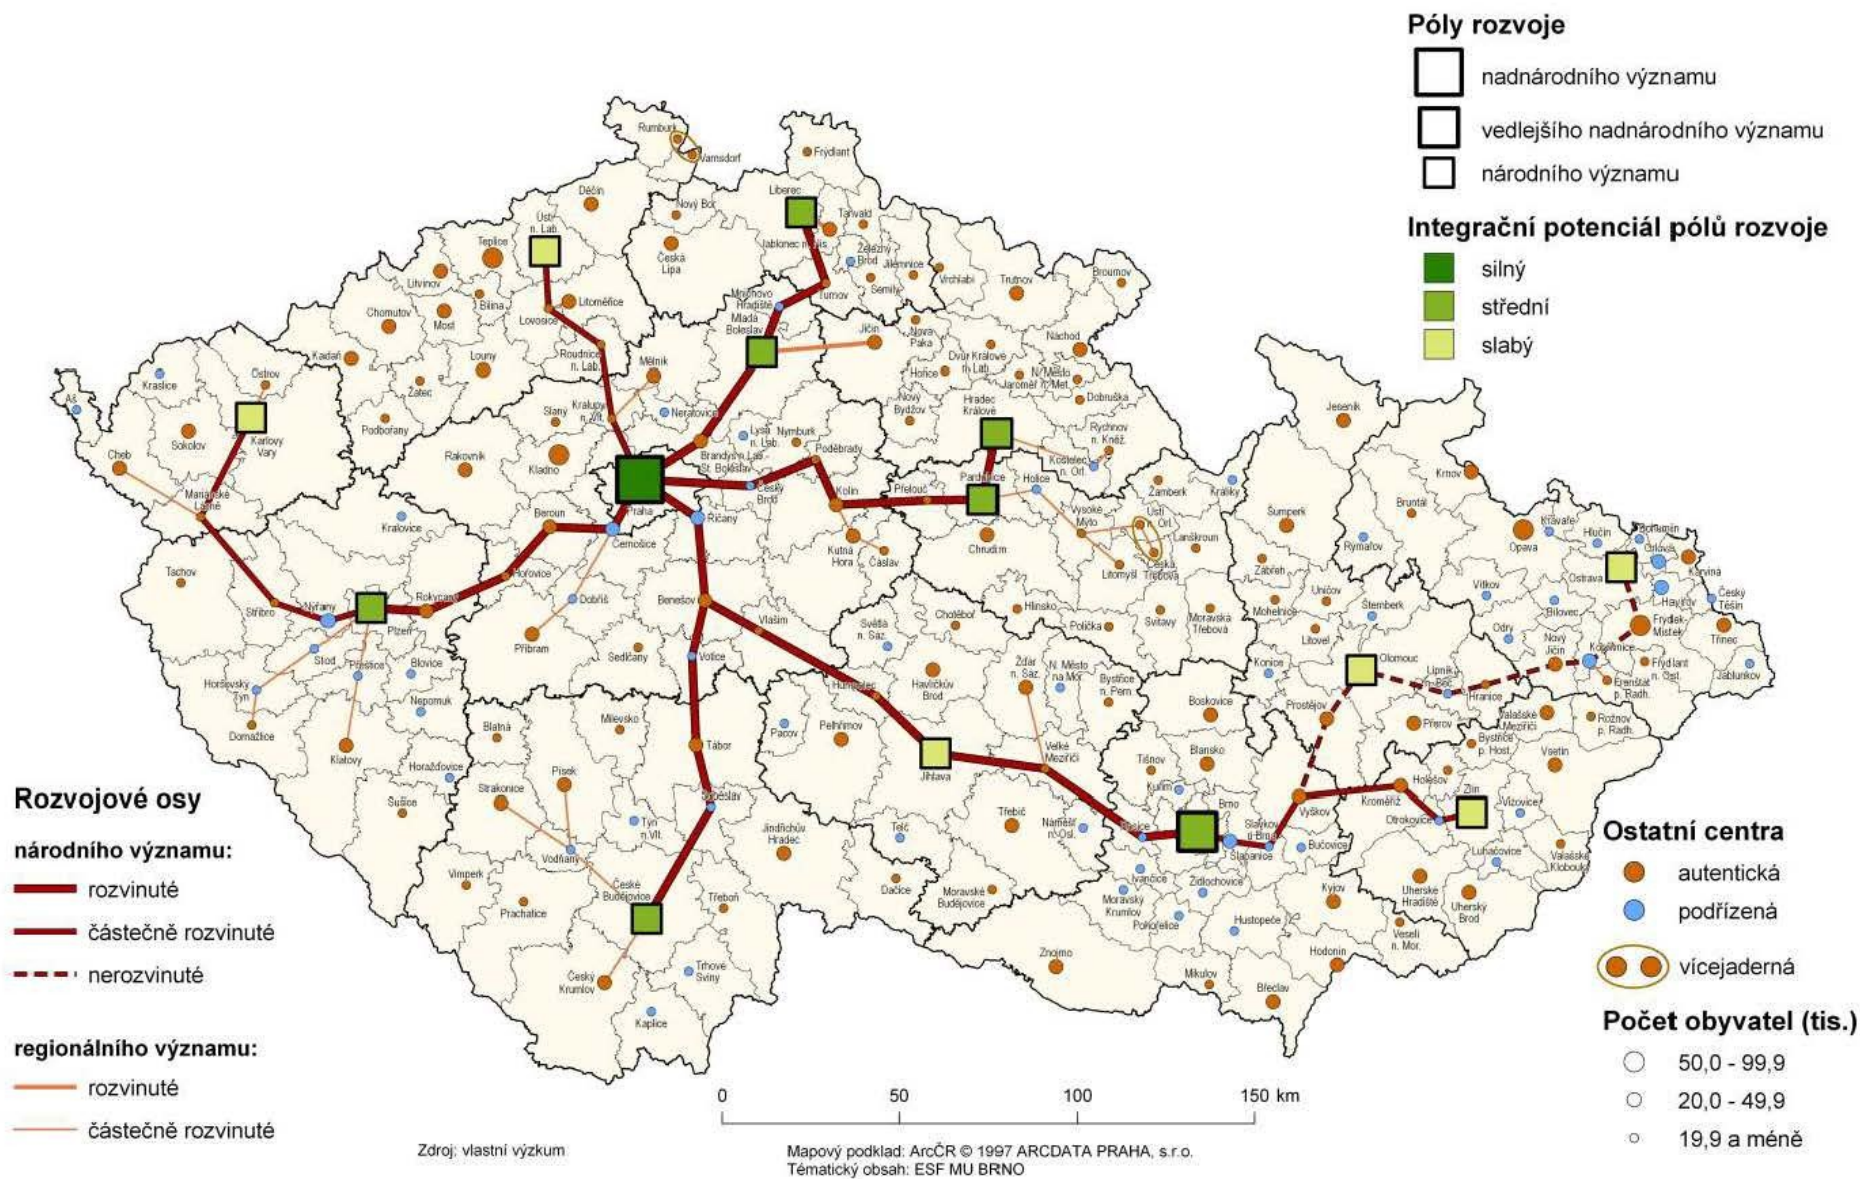 Póly rozvoje
nadnárodního významu
vedlejšího nadnárodního významu
národního významu
Integrační potenciál pólů rozvoje
silný
střední
slabý
Rumburk
Varnsdorf
Frýdlant
Děčín
Nový Bor
Liberec
Tanvald
Ústí
n. Lab.
Teplice
Česká
Lípa
Železný
Brod
Jilemnice
Semily
Vrchlabí
Trutnov
Broumov
Litvínov
Bílina
Most
Chomutov
Litoměřice
Lovosice
Mnichovo
Hradiště
Turnov
Mladá
Boleslav
Jičín
Nová
Paka
Náchod
Kadaň
Louny
Žatec
Roudnice
n. Lab.
Mělník
Dvůr Králové
n. Lab.
Hořice
N. Město
n. Met.
Dobruška
Kraslice
Ostrov
Aš
Sokolov
Karlovy
Vary
Cheb
Podbořany
Slaný
Kralupy
n. Vlt.
Neratovice
Lysá
n. Lab.
Nymburk
Poděbrady
Nový
Bydžov
Hradec
Králové
Rychnov
n. Kněž.
Kostelec
n. Orl.
Jeseník
Rakovník
Kladno
Praha
Český
Brod
Kolín
Přelouč
Holice
Vysoké
Mýto
Žamberk
Králíky
Krnov
Mariánské
Lázně
Kralovice
Beroun
Černošice
Říčany
Kutná
Hora
Čáslav
Chrudim
Litomyšl
Česká
Třebová
Lanškroun
Šumperk
Bruntál
Rýmařov
Opava
Kravaře
Hlučín
Bohumín
Ostrava
Karviná
Havířov
Český
Těšín
Tachov
Stříbro
Nýřany
Plzeň
Rokycany
Hořovice
Dobříš
Příbram
Benešov
Vlašim
Sedlčany
Votice
Světlá
n. Sáz.
Chotěboř
Hlinsko
Polička
Svitavy
Moravská
Třebová
Zábřeh
Mohelnice
Uničov
Litovel
Šternberk
Vítkov
Bílovec
Odry
Nový
Jičín
Kopřivnice
Frýdek-
Místek
Třinec
Jablunkov
Frýdlant
n. Ost.
Frenštát
p. Radh.
Stod
Přeštice
Blovice
Nepomuk
Horšovský
Týn
Domažlice
Klatovy
Horažďovice
Sušice
Blatná
Milevsko
Písek
Strakonice
Tábor
Humpolec
Pacov
Pelhřimov
Havlíčkův
Brod
Žďár
n. Sáz.
N. Město
na Mor.
Bystřice
n. Pern.
Boskovice
Konice
Prostějov
Olomouc
Lipník
n. Beč.
Hranice
Přerov
Valašské
Meziříčí
Rožnov
p. Radh.
Bystřice
p. Host.
Vsetín
Holešov
Zlín
Vizovice
Jihlava
Velké
Meziříčí
Třebíč
Náměšť
n. Osl.
Tišnov
Blansko
Kuřim
Brno
Vyškov
Kroměříž
Otrokovice
Šlapanice
Bučovice
Luhačovice
Valašské
Klobouky
Týn
n. Vlt.
Vodňany
Vimperk
Prachatice
České
Budějovice
Soběslav
Jindřichův
Hradec
Třeboň
Telč
Dačice
Moravské
Budějovice
Ivančice
Moravský
Krumlov
Židlochovice
Pohořelice
Hustopeče
Kyjov
Uherské
Hradiště
Uherský
Brod
Veselí
n. Mor.
Hodonín
Český
Krumlov
Trhové
Sviny
Kaplice
Znojmo
Mikulov
Břeclav
Rozvojové osy
národního významu:
rozvinuté
částečně rozvinuté
nerozvinuté
regionálního významu:
rozvinuté
částečně rozvinuté
Ostatní centra
autentická
podřízená
vícejaderná
Počet obyvatel (tis.)
50,0 - 99,9
20,0 - 49,9
19,9 a méně
0 50 100 150 km
Zdroj: vlastní výzkum
Mapový podklad: ArcČR © 1997 ARCDATA PRAHA, s.r.o.
Tématický obsah: ESF MU BRNO